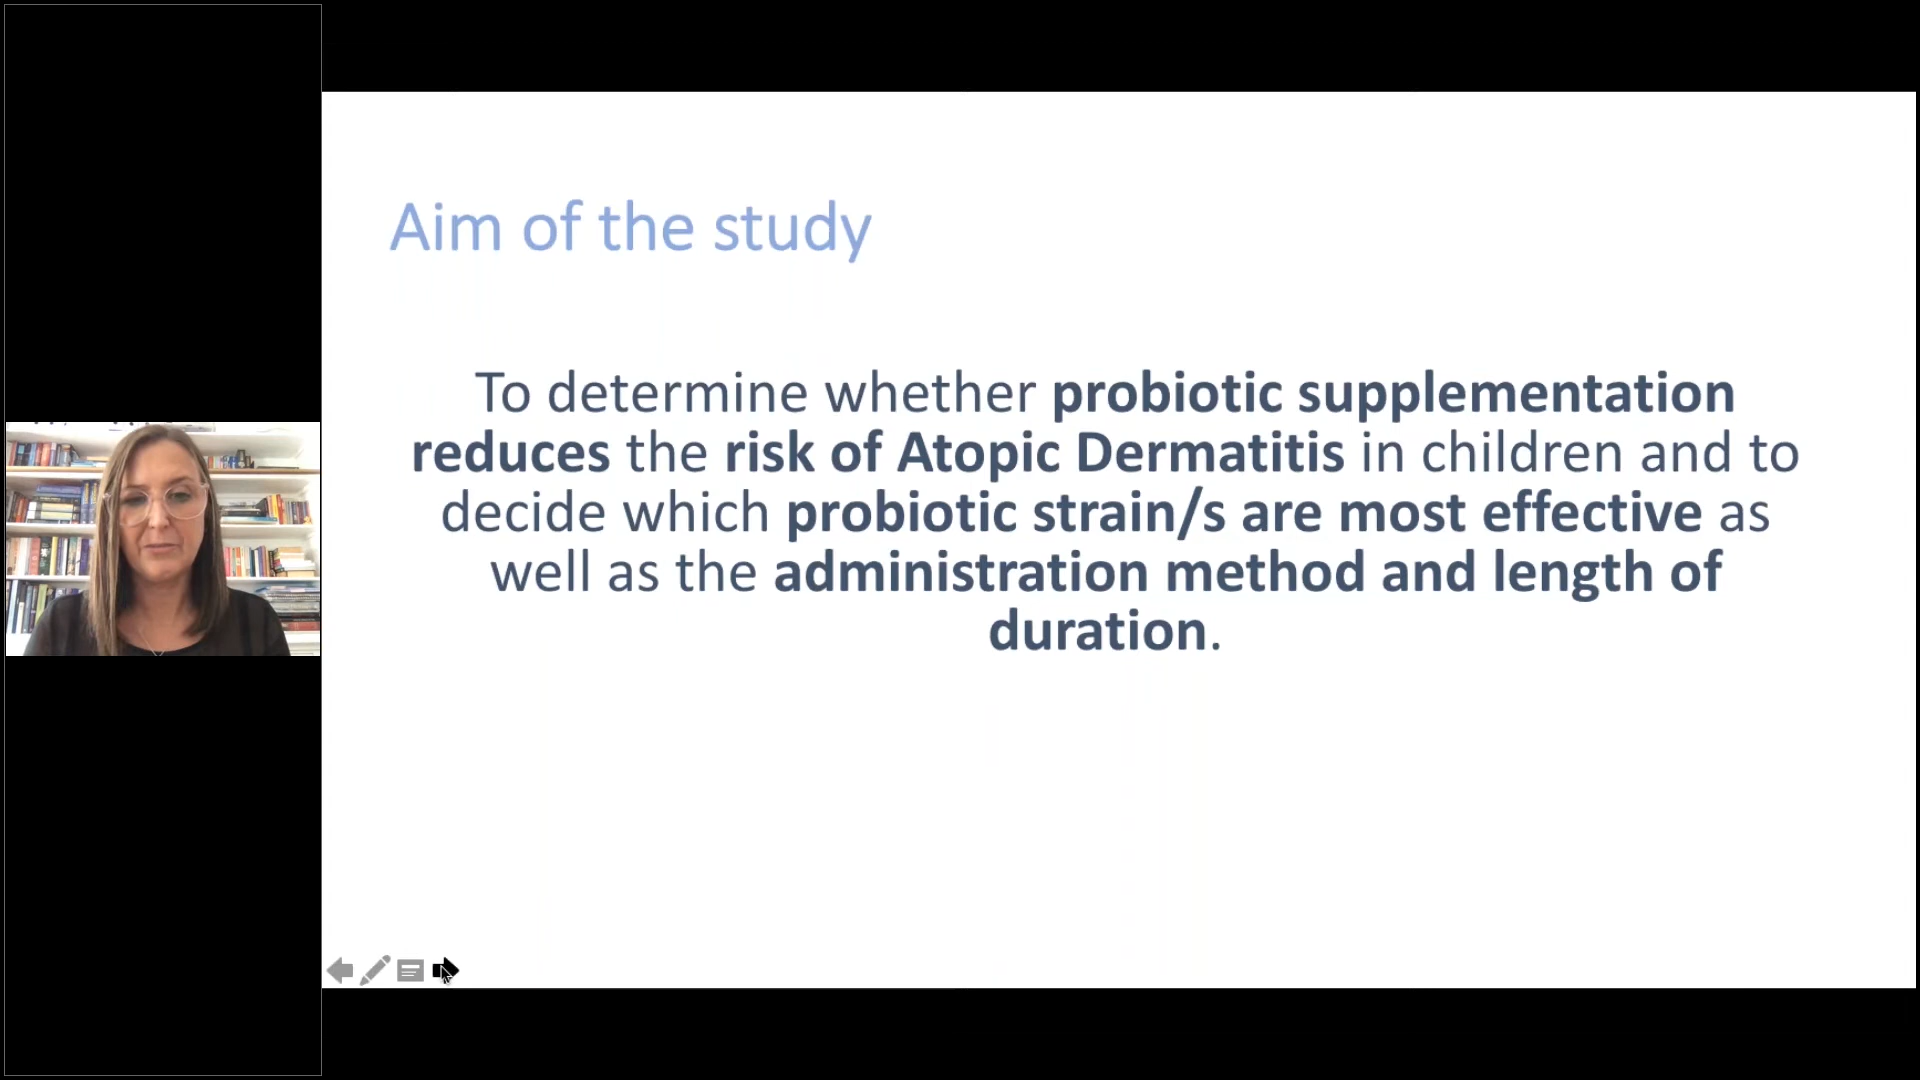 Aim of the study
To determine whether probiotic supplementation
reduces the risk of Atopic Dermatitis in children and to
decide which probiotic strain/s are most effective as
well as the administration method and length of
duration.